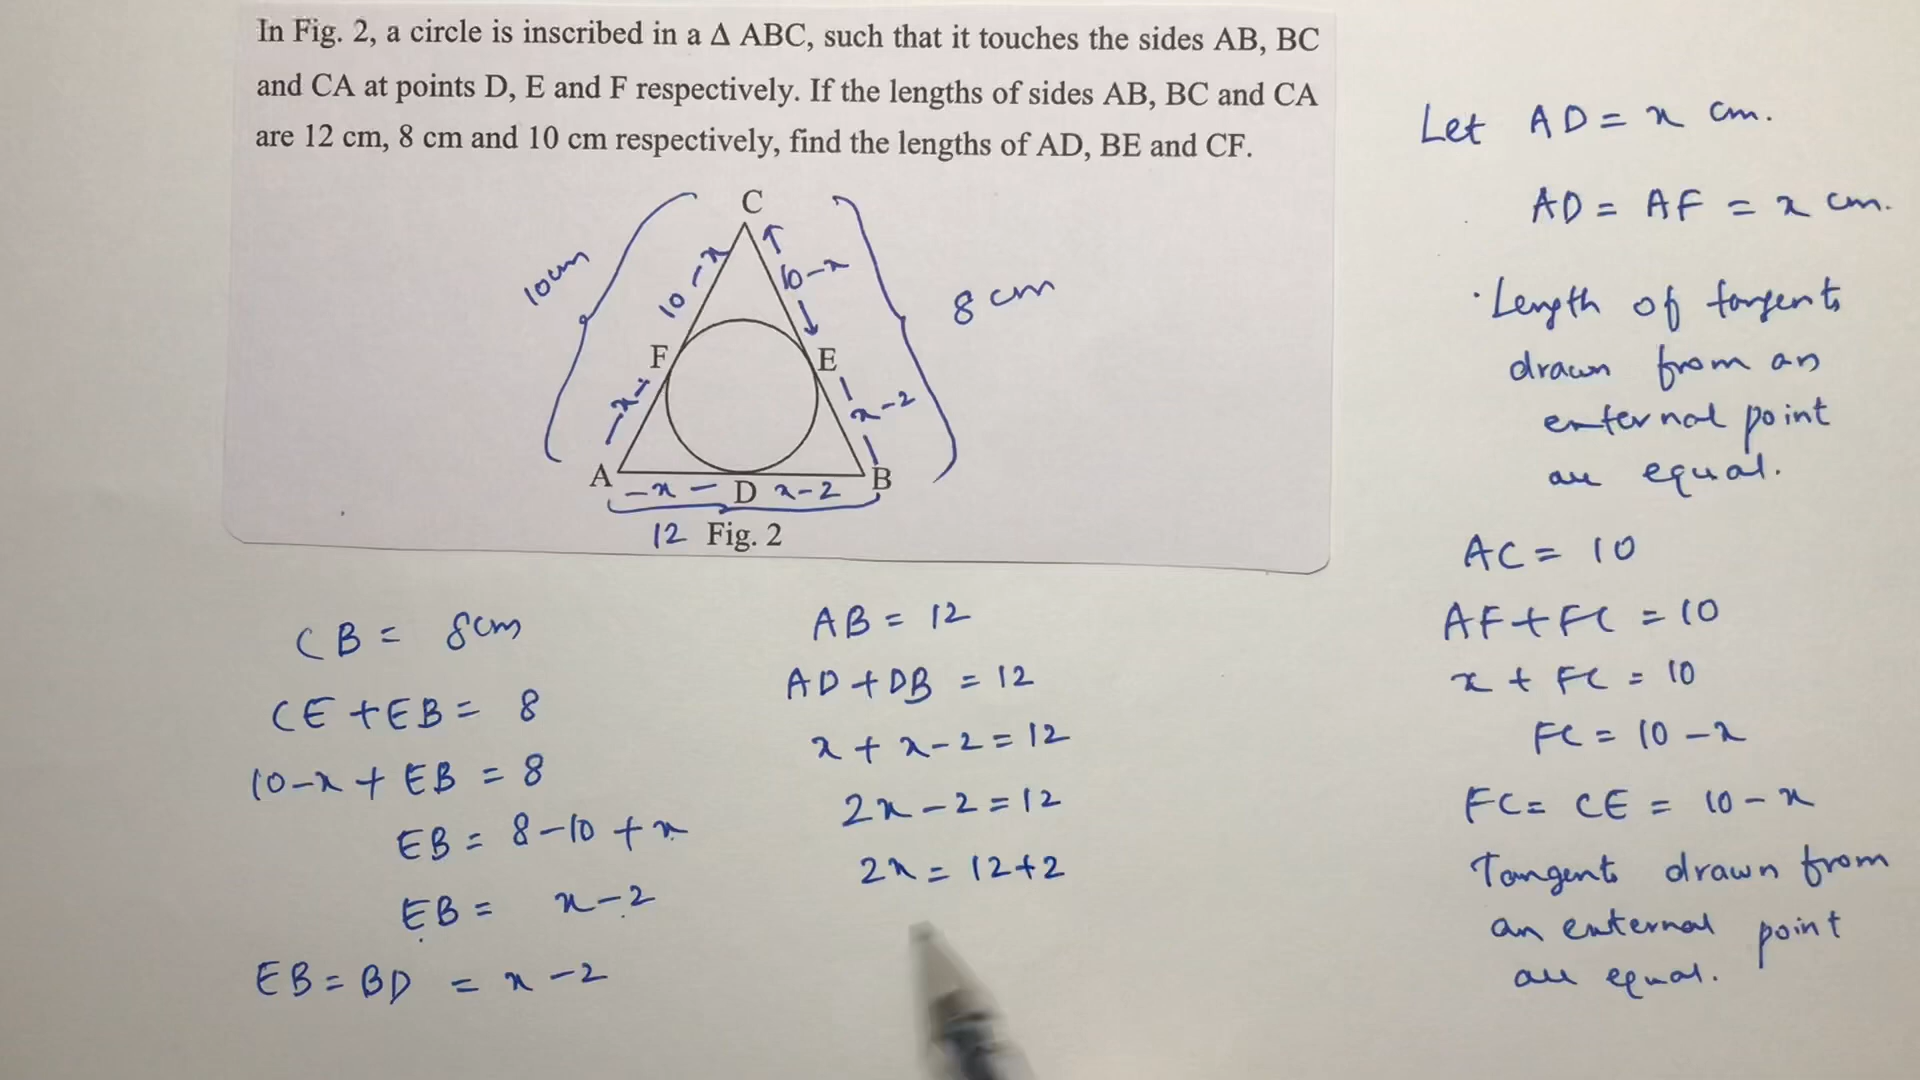 In Fig. 2, a circle is inscribed in a Δ ABC, such that it touches the sides AB, BC
and CA at points D, E and F respectively. If the lengths of sides AB, BC and CA
are 12 cm, 8 cm and 10 cm respectively, find the lengths of AD, BE and CF.
C
10cm
10-x
10-x
8 cm
F
E
-x-
x-2
A
-x-
D
x-2
B
12
Fig. 2
CB = 8cm
CE + EB = 8
10-x + EB = 8
EB = 8-10 + x
EB = x-2
EB = BD = x-2
AB = 12
AD + DB = 12
x + x-2 = 12
2x - 2 = 12
2x = 12+2
Let AD = x cm.
AD = AF = x cm.
Length of tangents
drawn from an
external point
are equal.
AC = 10
AF + FC = 10
x + FC = 10
FC = 10 - x
FC = CE = 10 - x
Tangents drawn from
an external point
are equal.